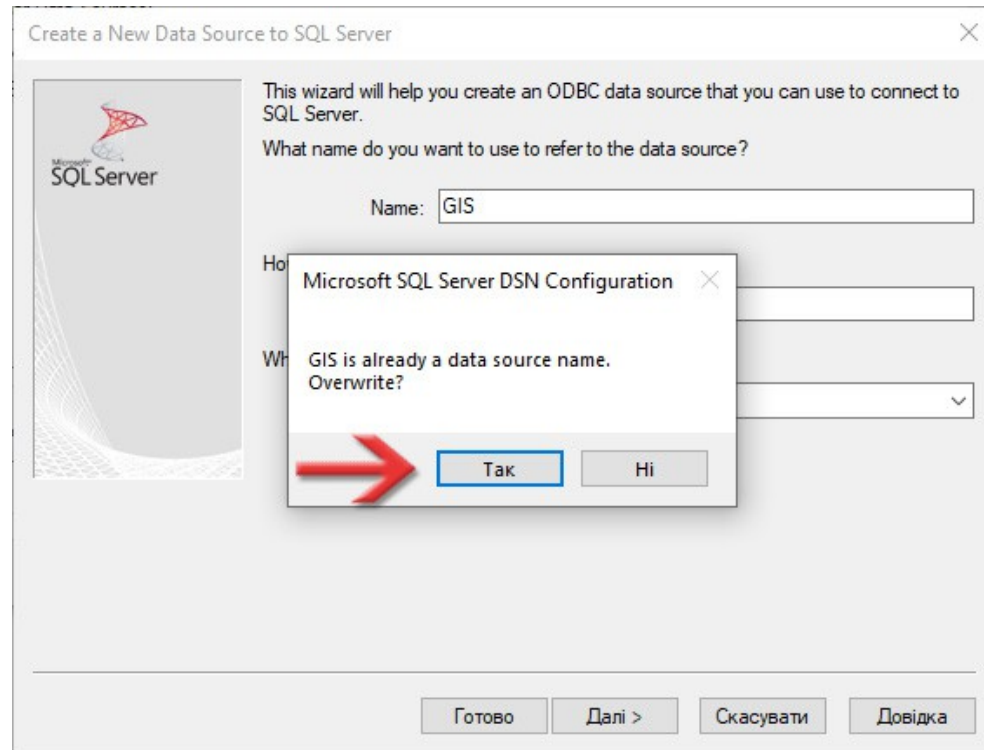 Create a New Data Source to SQL Server
This wizard will help you create an ODBC data source that you can use to connect to
SQL Server.
What name do you want to use to refer to the data source?
Microsoft
SQL Server
Name: GIS
Microsoft SQL Server DSN Configuration
GIS is already a data source name.
Overwrite?
Так
Ні
Готово
Далі >
Скасувати
Довідка